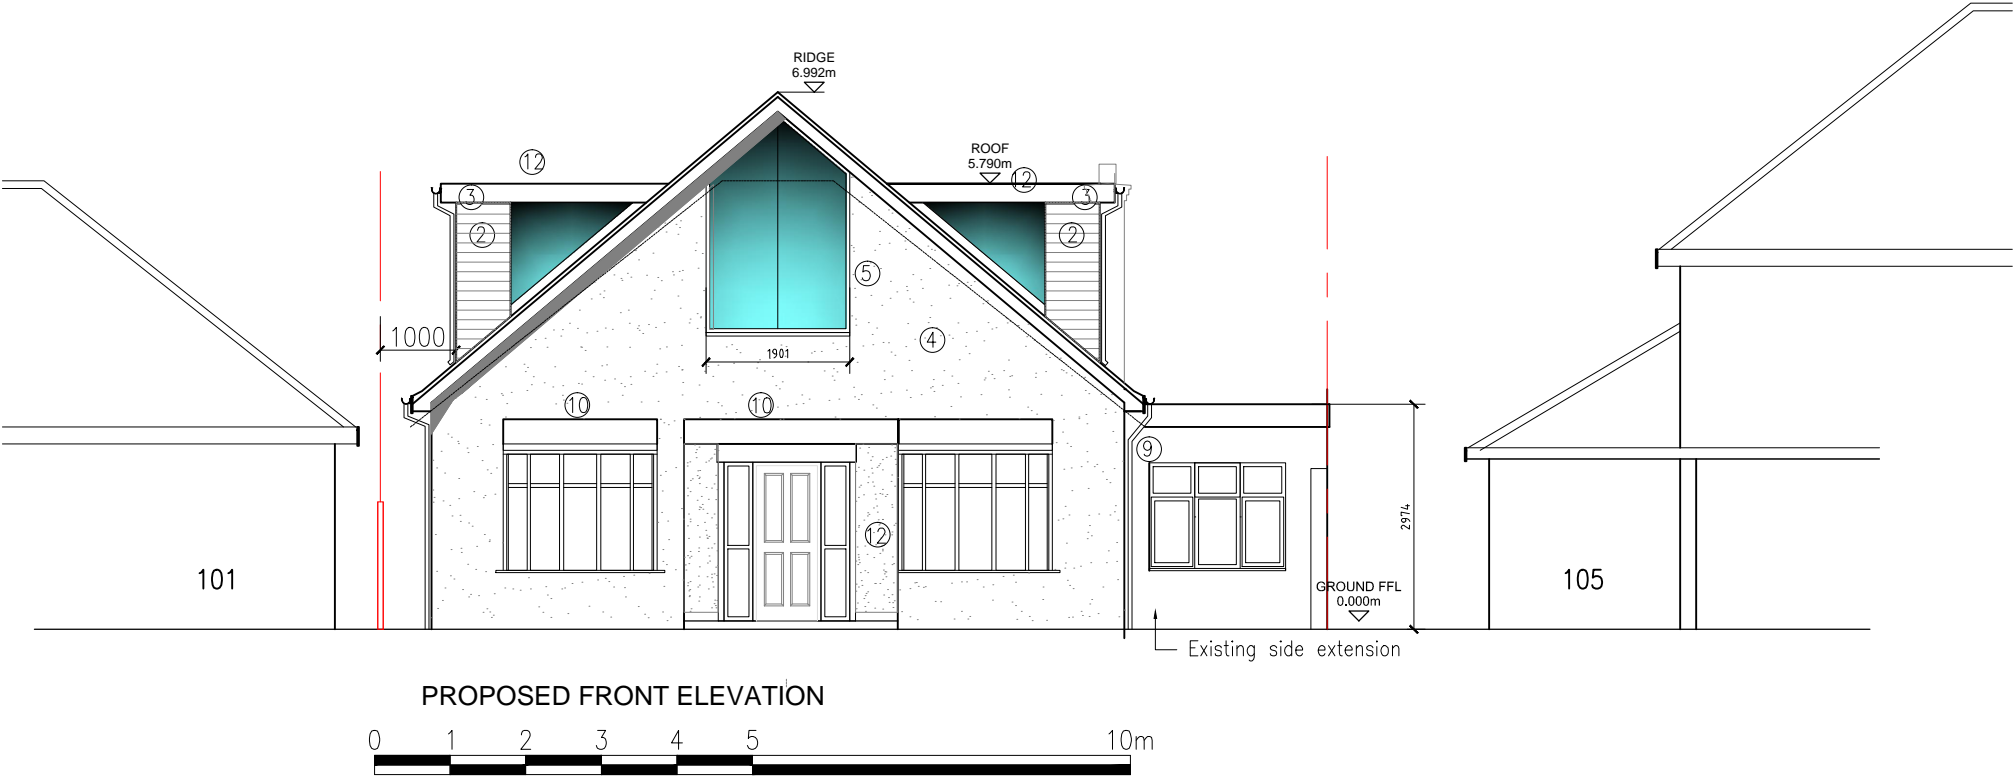 RIDGE
6.992m
ROOF
5.790m
12
12
3
3
2
2
5
1000
4
1901
10
10
9
12
2974
101
105
GROUND FFL
0.000m
Existing side extension
PROPOSED FRONT ELEVATION
0 1 2 3 4 5 10m